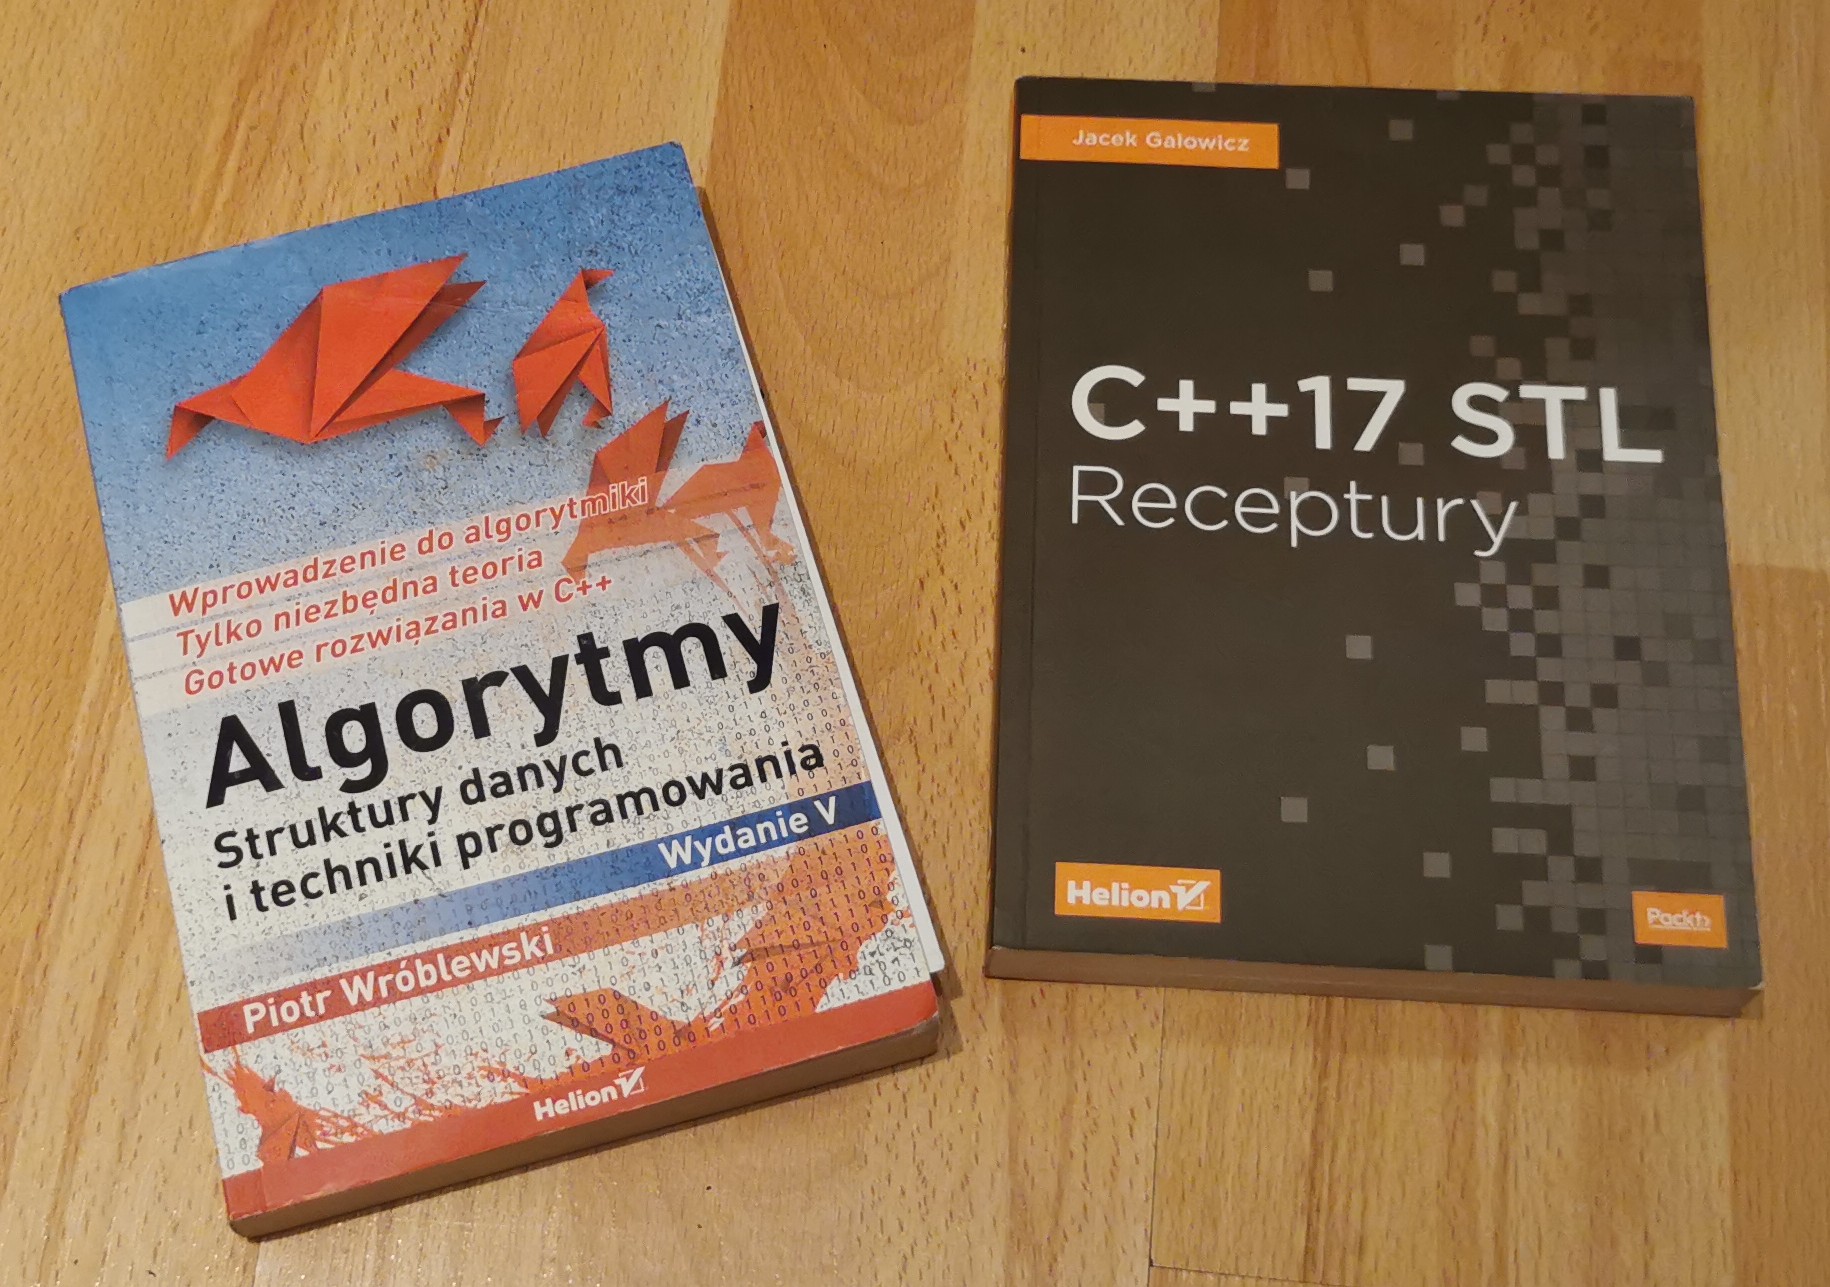 Wprowadzenie do algorytmiki
Tylko niezbędna teoria
Gotowe rozwiązania w C++
Algorytmy
Struktury danych
i techniki programowania
Wydanie V
Piotr Wróblewski
Helion
Jacek Galowicz
C++17 STL
Receptury
Helion
Packt